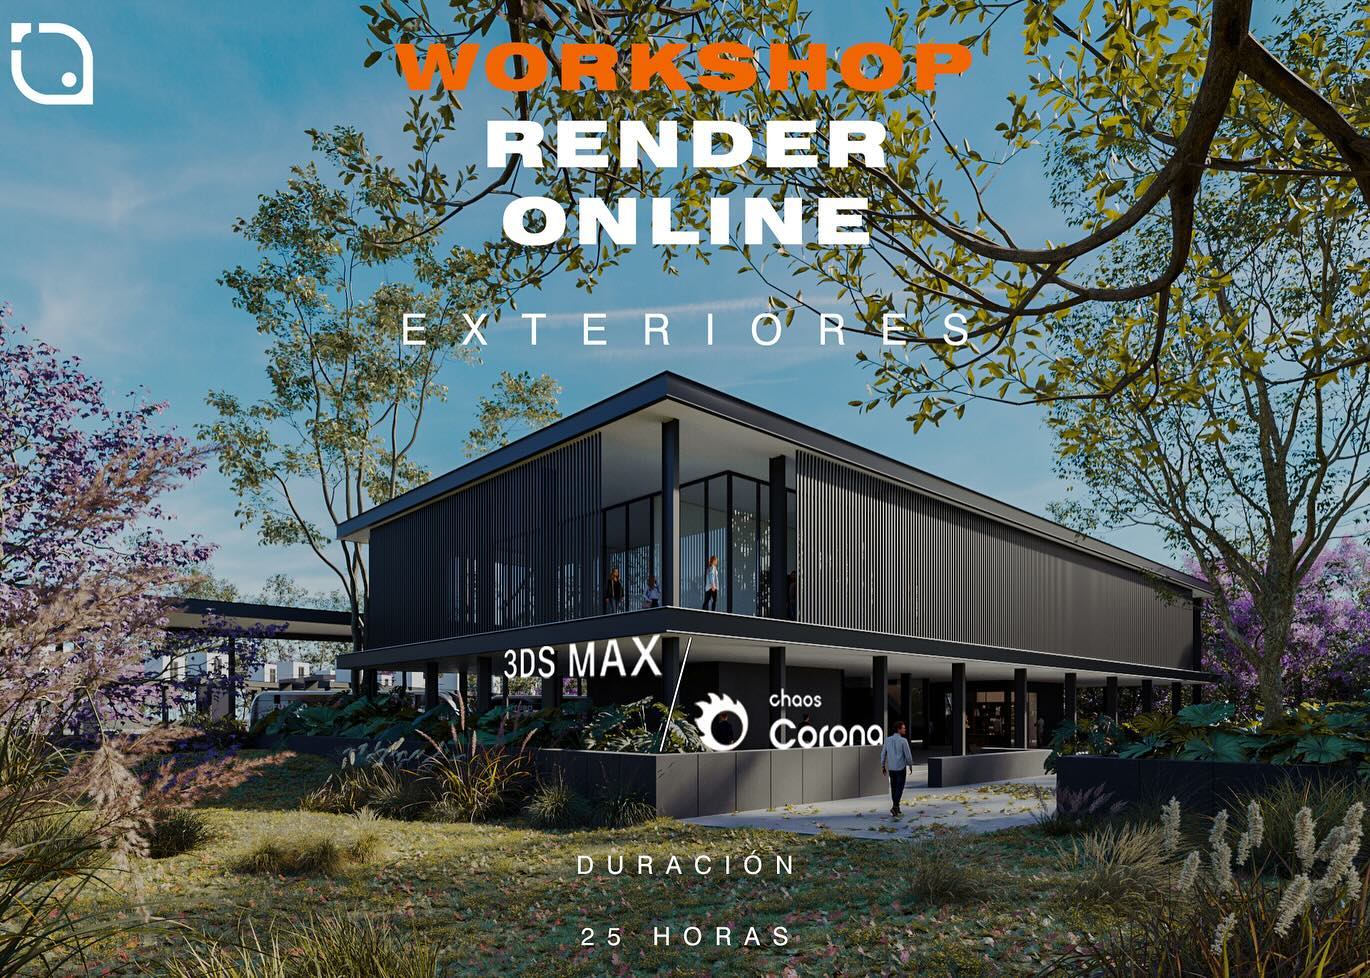 WORKSHOP
RENDER
ONLINE
EXTERIORES
3DS MAX /
chaos
Corona
DURACIÓN
25 HORAS